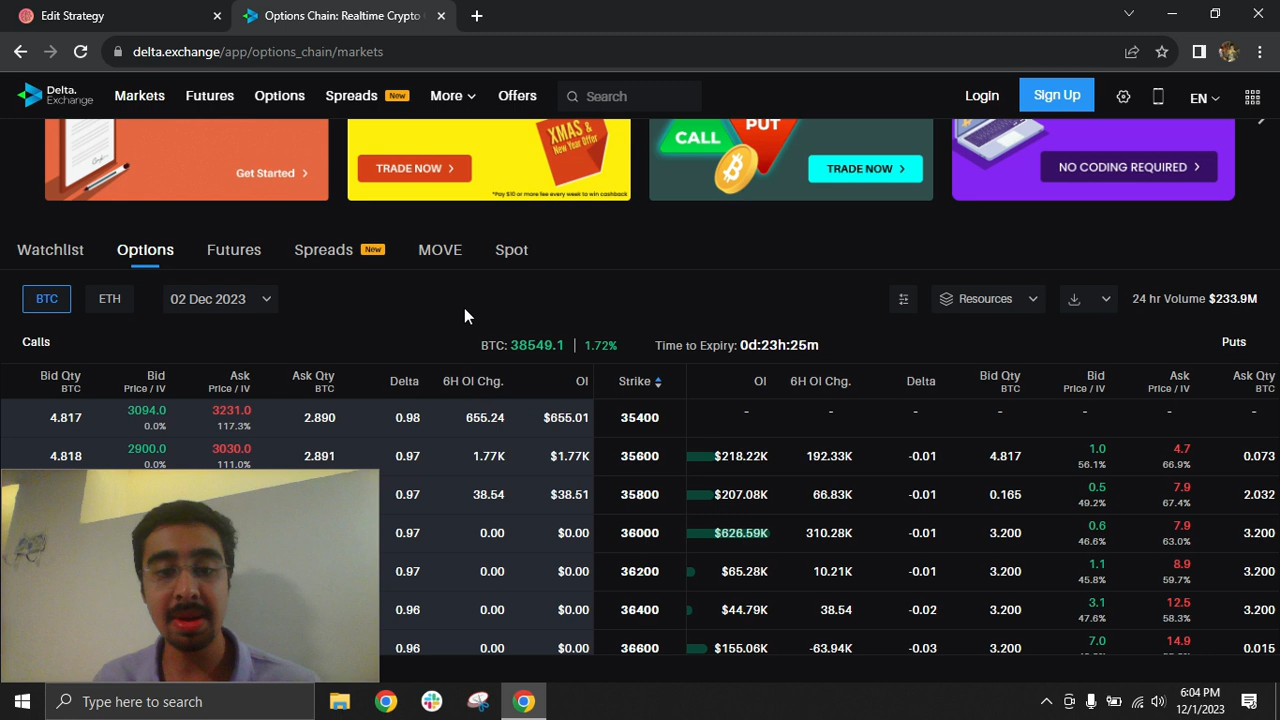 Edit Strategy
Options Chain: Realtime Crypto
delta.exchange/app/options_chain/markets
Delta.
Exchange
Markets Futures Options Spreads New More Offers Search Login Sign Up EN
Get Started
TRADE NOW
XMAS &
New Year Offer
*Pay $10 or more fee every week to win cashback
CALL PUT
TRADE NOW
NO CODING REQUIRED
Watchlist Options Futures Spreads New MOVE Spot
BTC ETH 02 Dec 2023 Resources 24 hr Volume $233.9M
Calls BTC: 38549.1 | 1.72% Time to Expiry: 0d:23h:25m Puts
Bid Qty BTC Bid Price / IV Ask Price / IV Ask Qty BTC Delta 6H OI Chg. OI Strike OI 6H OI Chg. Delta Bid Qty BTC Bid Price / IV Ask Price / IV Ask Qty BTC
4.817 3094.0 0.0% 3231.0 117.3% 2.890 0.98 655.24 $655.01 35400 - - - - - - -
4.818 2900.0 0.0% 3030.0 111.0% 2.891 0.97 1.77K $1.77K 35600 $218.22K 192.33K -0.01 4.817 1.0 56.1% 4.7 66.9% 0.073
0.97 38.54 $38.51 35800 $207.08K 66.83K -0.01 0.165 0.5 49.2% 7.9 67.4% 2.032
0.97 0.00 $0.00 36000 $626.59K 310.28K -0.01 3.200 0.6 46.6% 7.9 63.0% 3.200
0.97 0.00 $0.00 36200 $65.28K 10.21K -0.01 3.200 1.1 45.8% 8.9 59.7% 3.200
0.96 0.00 $0.00 36400 $44.79K 38.54 -0.02 3.200 3.1 47.6% 12.5 58.3% 3.200
0.96 0.00 $0.00 36600 $155.06K -63.94K -0.03 3.200 7.0 14.9 0.015
Type here to search
6:04 PM
12/1/2023